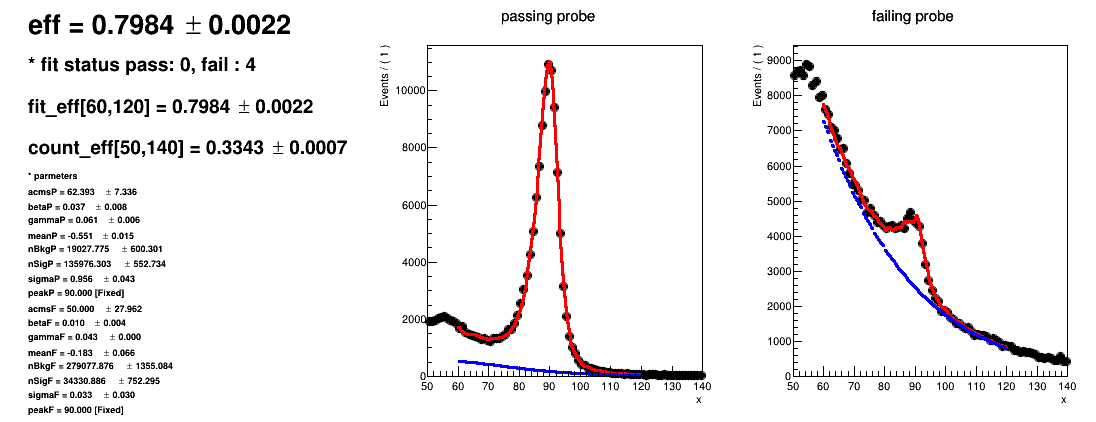 eff = 0.7984 ± 0.0022
* fit status pass: 0, fail : 4
fit_eff[60,120] = 0.7984 ± 0.0022
count_eff[50,140] = 0.3343 ± 0.0007
* parmeters
acmsP = 62.393 ± 7.336
betaP = 0.037 ± 0.008
gammaP = 0.061 ± 0.006
meanP = -0.551 ± 0.015
nBkgP = 19027.775 ± 600.301
nSigP = 135976.303 ± 552.734
sigmaP = 0.956 ± 0.043
peakP = 90.000 [Fixed]
acmsF = 50.000 ± 27.962
betaF = 0.010 ± 0.004
gammaF = 0.043 ± 0.000
meanF = -0.183 ± 0.066
nBkgF = 279077.876 ± 1355.084
nSigF = 34330.886 ± 752.295
sigmaF = 0.033 ± 0.030
peakF = 90.000 [Fixed]
passing probe
Events / ( 1 )
10000
8000
6000
4000
2000
0
50 60 70 80 90 100 110 120 130 140
x
failing probe
Events / ( 1 )
9000
8000
7000
6000
5000
4000
3000
2000
1000
0
50 60 70 80 90 100 110 120 130 140
x